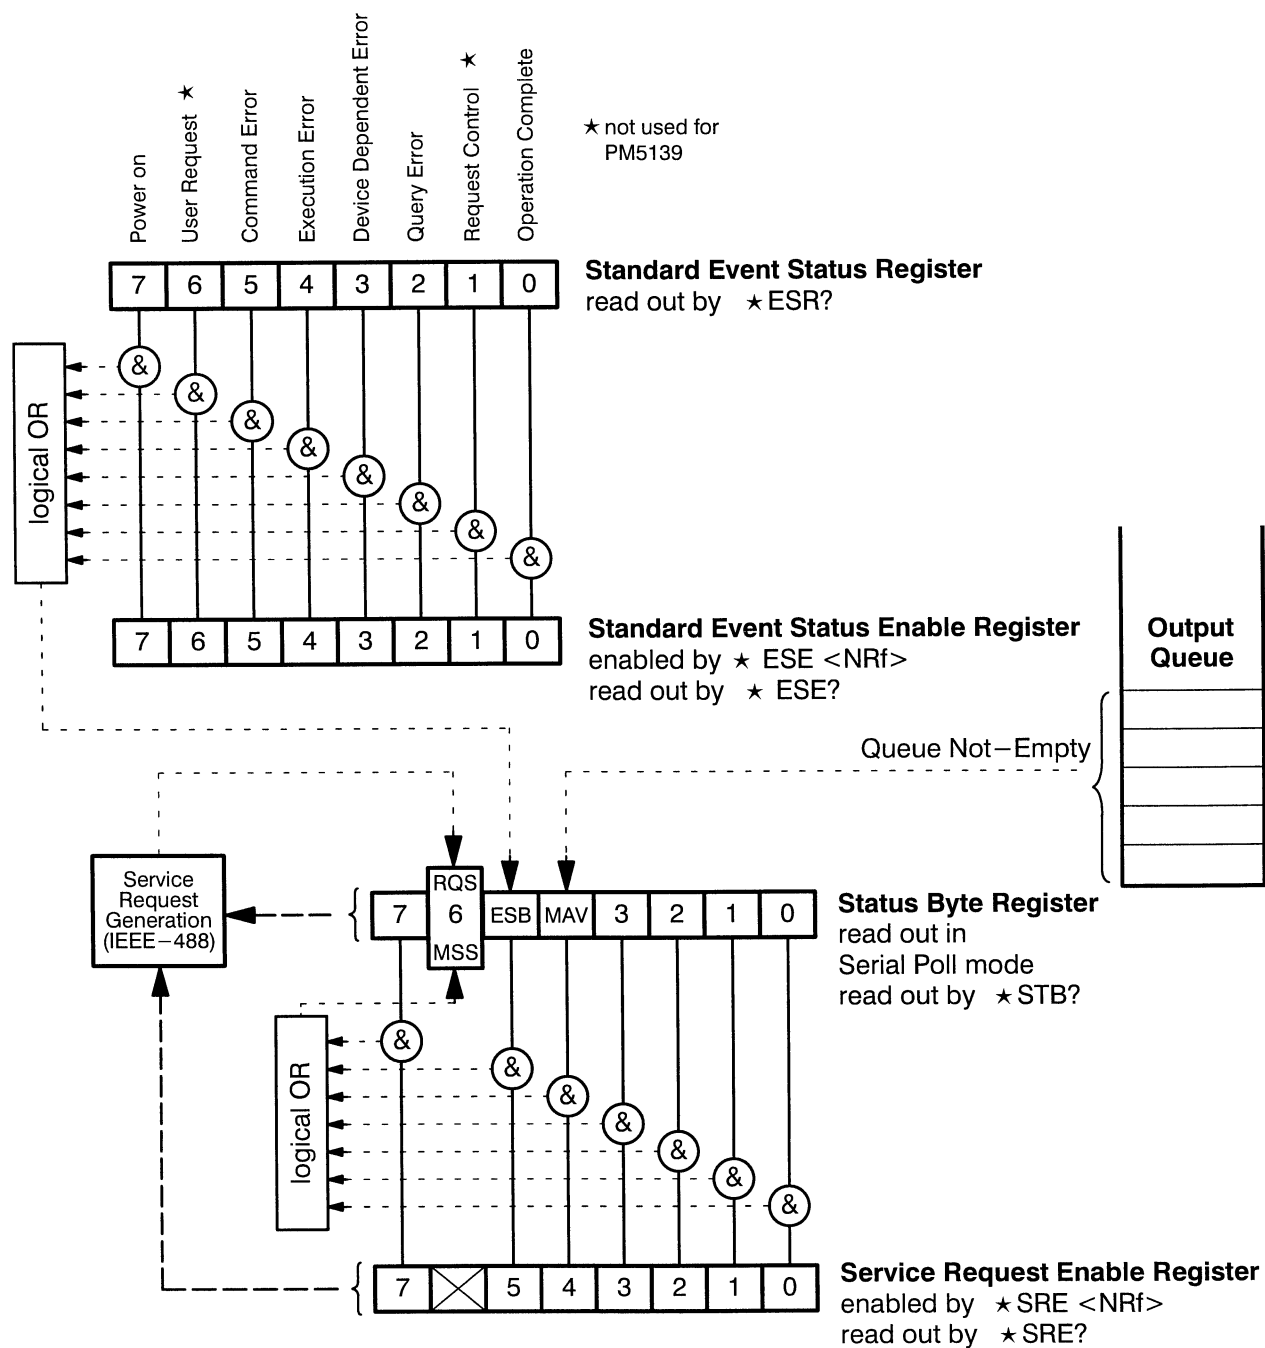 Power on
User Request ★
Command Error
Execution Error
Device Dependent Error
Query Error
Request Control ★
Operation Complete
★ not used for
PM5139
7 6 5 4 3 2 1 0
Standard Event Status Register
read out by ★ ESR?
logical OR
&
&
&
&
&
&
&
&
7 6 5 4 3 2 1 0
Standard Event Status Enable Register
enabled by ★ ESE <NRf>
read out by ★ ESE?
Output
Queue
Queue Not-Empty
Service
Request
Generation
(IEEE-488)
7 RQS 6 MSS ESB MAV 3 2 1 0
Status Byte Register
read out in
Serial Poll mode
read out by ★ STB?
logical OR
&
&
&
&
&
&
&
7 5 4 3 2 1 0
Service Request Enable Register
enabled by ★ SRE <NRf>
read out by ★ SRE?